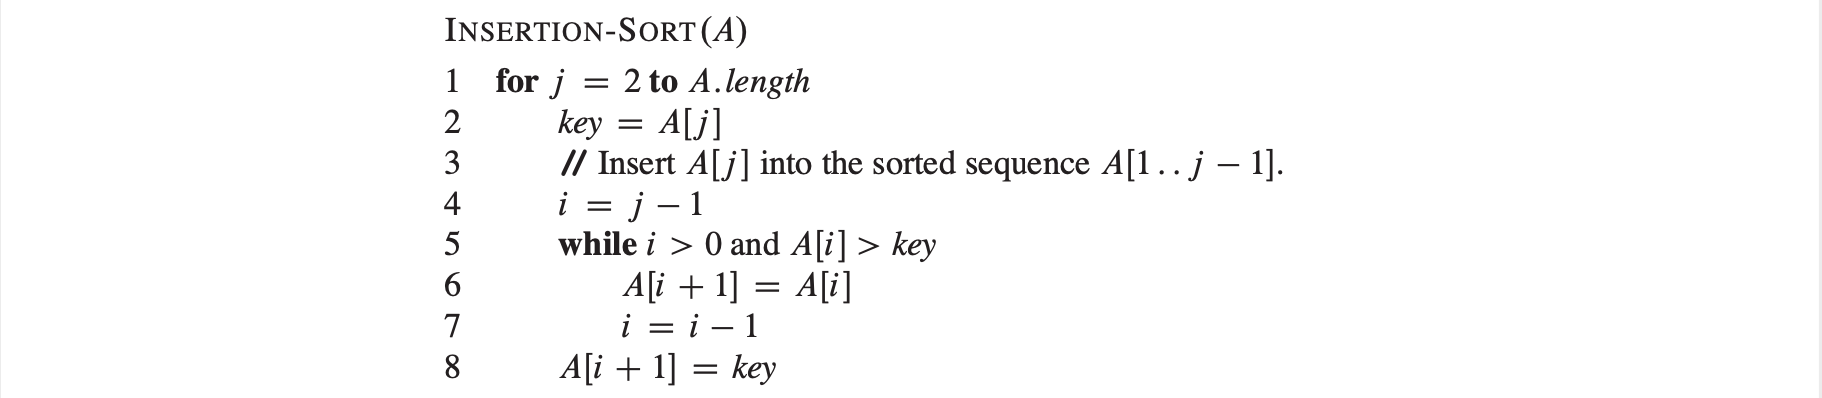 INSERTION-SORT(A)
1 for j = 2 to A.length
2 key = A[j]
3 // Insert A[j] into the sorted sequence A[1 . . j − 1].
4 i = j − 1
5 while i > 0 and A[i] > key
6 A[i + 1] = A[i]
7 i = i − 1
8 A[i + 1] = key